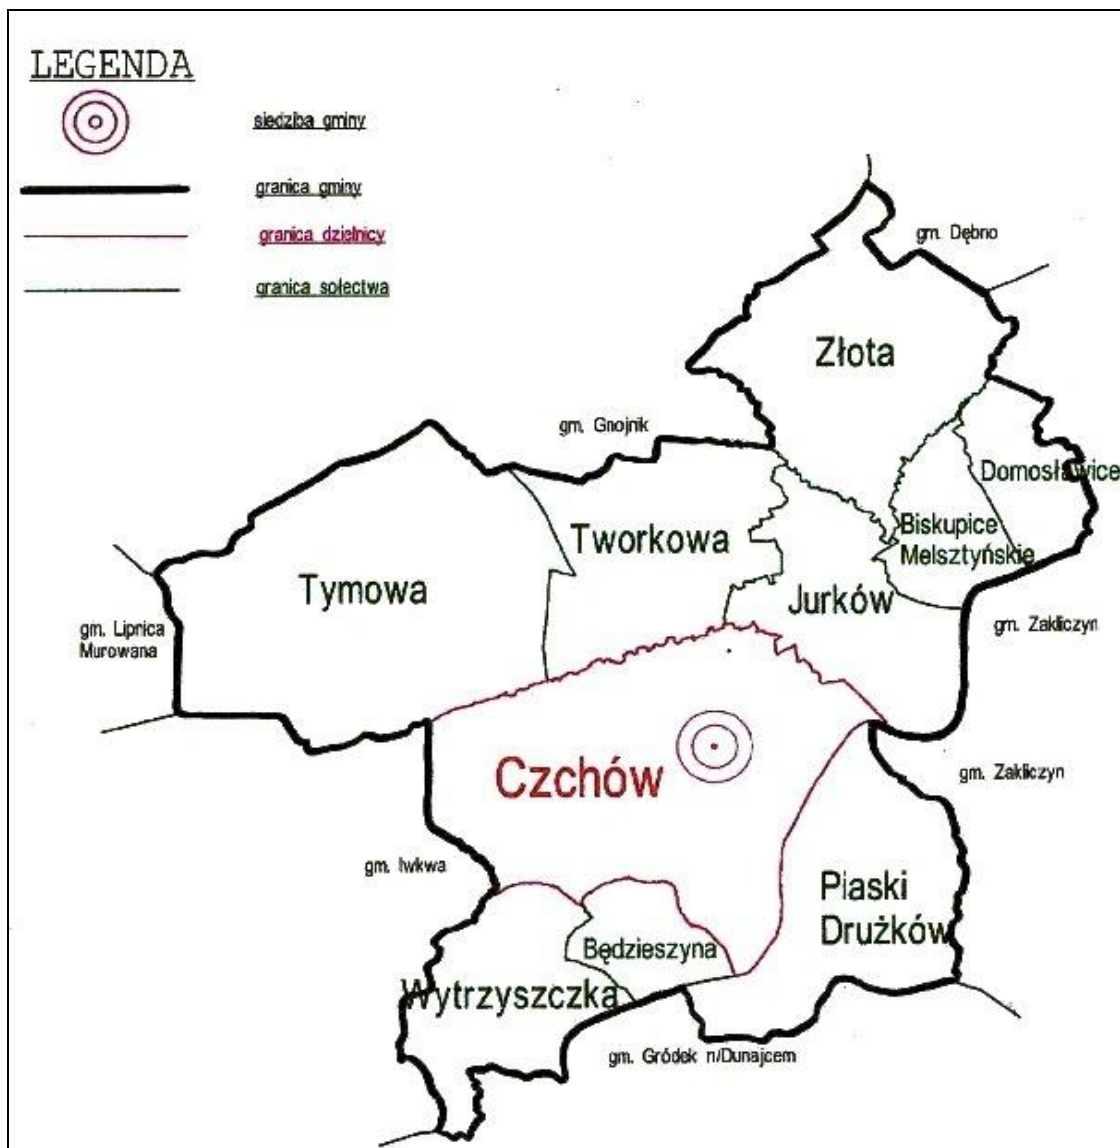 LEGENDA
siedziba gminy
granica gminy
granica dzielnicy
granica sołectwa
gm. Dębno
Złota
gm. Gnojnik
Domosławice
Biskupice
Melsztyńskie
Tworkowa
Tymowa
Jurków
gm. Lipnica
Murowana
gm. Zakliczyn
Czchów
gm. Zakliczyn
gm. Iwkwa
Piaski
Drużków
Będzieszyna
Wytrzyszczka
gm. Gródek n/Dunajcem